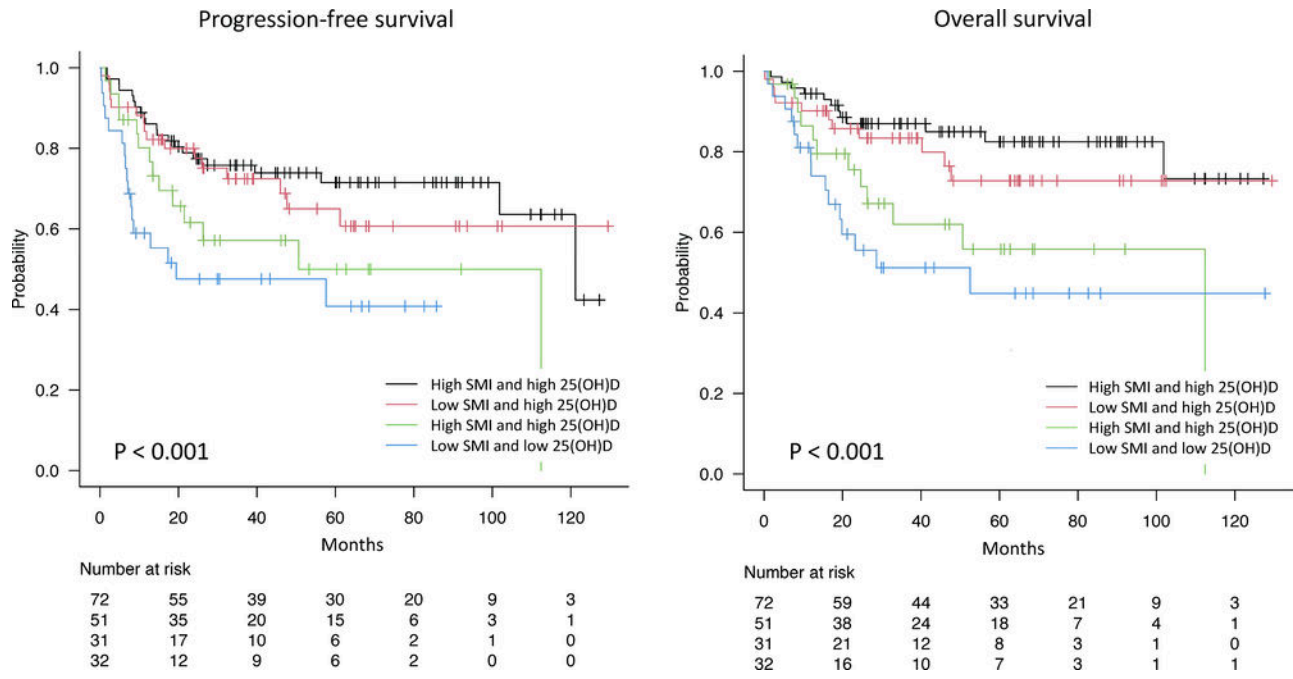 Progression-free survival
1.0
0.8
0.6
0.4
0.2
0.0
Probability
High SMI and high 25(OH)D
Low SMI and high 25(OH)D
High SMI and high 25(OH)D
Low SMI and low 25(OH)D
P < 0.001
0 20 40 60 80 100 120
Months
Number at risk
72 55 39 30 20 9 3
51 35 20 15 6 3 1
31 17 10 6 2 1 0
32 12 9 6 2 0 0
Overall survival
1.0
0.8
0.6
0.4
0.2
0.0
Probability
High SMI and high 25(OH)D
Low SMI and high 25(OH)D
High SMI and high 25(OH)D
Low SMI and low 25(OH)D
P < 0.001
0 20 40 60 80 100 120
Months
Number at risk
72 59 44 33 21 9 3
51 38 24 18 7 4 1
31 21 12 8 3 1 0
32 16 10 7 3 1 1